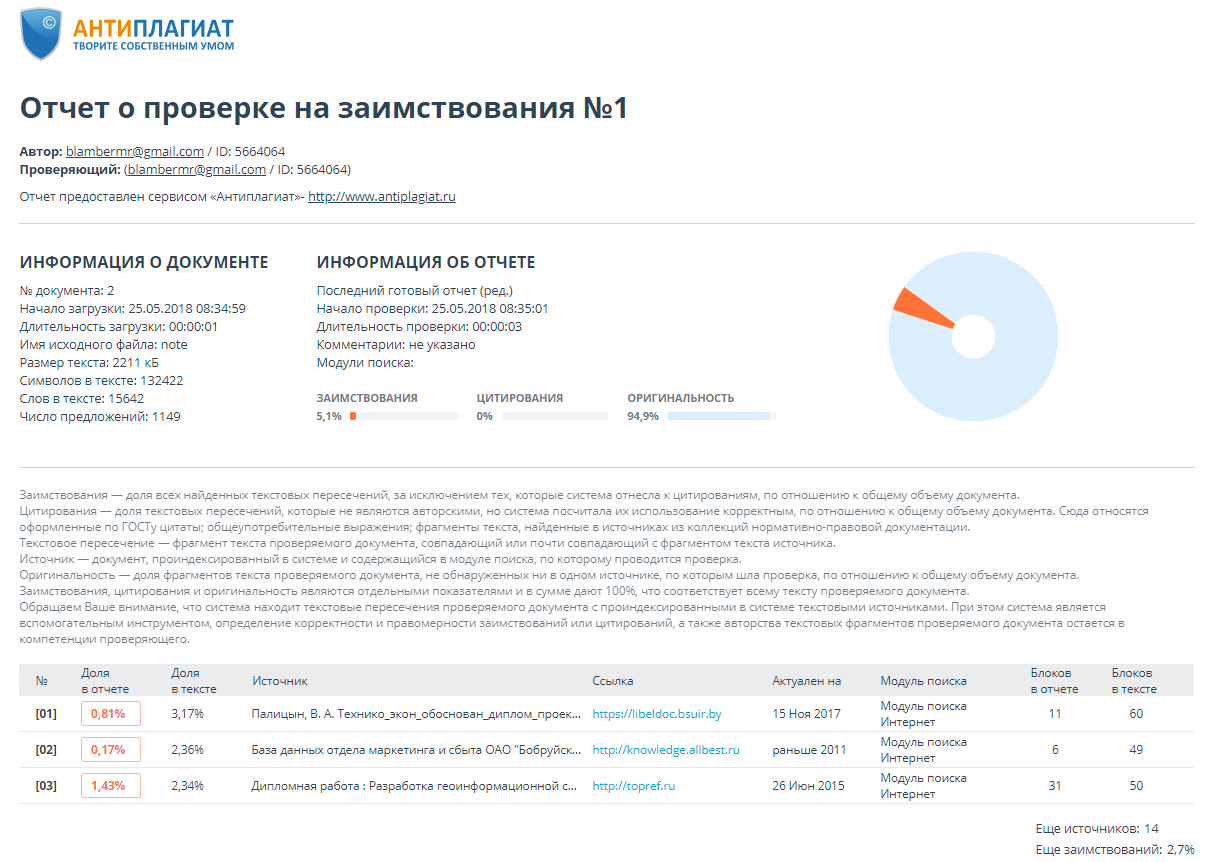 ©
АНТИПЛАГИАТ
ТВОРИТЕ СОБСТВЕННЫМ УМОМ
Отчет о проверке на заимствования №1
Автор: blambermr@gmail.com / ID: 5664064
Проверяющий: (blambermr@gmail.com / ID: 5664064)
Отчет предоставлен сервисом «Антиплагиат»- http://www.antiplagiat.ru
ИНФОРМАЦИЯ О ДОКУМЕНТЕ
№ документа: 2
Начало загрузки: 25.05.2018 08:34:59
Длительность загрузки: 00:00:01
Имя исходного файла: note
Размер текста: 2211 кБ
Cимволов в тексте: 132422
Слов в тексте: 15642
Число предложений: 1149
ИНФОРМАЦИЯ ОБ ОТЧЕТЕ
Последний готовый отчет (ред.)
Начало проверки: 25.05.2018 08:35:01
Длительность проверки: 00:00:03
Комментарии: не указано
Модули поиска:
ЗАИМСТВОВАНИЯ ЦИТИРОВАНИЯ ОРИГИНАЛЬНОСТЬ
5,1% 0% 94,9%
Заимствования — доля всех найденных текстовых пересечений, за исключением тех, которые система отнесла к цитированиям, по отношению к общему объему документа.
Цитирования — доля текстовых пересечений, которые не являются авторскими, но система посчитала их использование корректным, по отношению к общему объему документа. Сюда относятся
оформленные по ГОСТу цитаты; общеупотребительные выражения; фрагменты текста, найденные в источниках из коллекций нормативно-правовой документации.
Текстовое пересечение — фрагмент текста проверяемого документа, совпадающий или почти совпадающий с фрагментом текста источника.
Источник — документ, проиндексированный в системе и содержащийся в модуле поиска, по которому проводится проверка.
Оригинальность — доля фрагментов текста проверяемого документа, не обнаруженных ни в одном источнике, по которым шла проверка, по отношению к общему объему документа.
Заимствования, цитирования и оригинальность являются отдельными показателями и в сумме дают 100%, что соответствует всему тексту проверяемого документа.
Обращаем Ваше внимание, что система находит текстовые пересечения проверяемого документа с проиндексированными в системе текстовыми источниками. При этом система является
вспомогательным инструментом, определение корректности и правомерности заимствований или цитирований, а также авторства текстовых фрагментов проверяемого документа остается в
компетенции проверяющего.
№ Доля в отчете Доля в тексте Источник Ссылка Актуален на Модуль поиска Блоков в отчете Блоков в тексте
[01] 0,81% 3,17% Палицын, В. А. Технико_экон_обоснован_диплом_проек... https://libeldoc.bsuir.by 15 Ноя 2017 Модуль поиска Интернет 11 60
[02] 0,17% 2,36% База данных отдела маркетинга и сбыта ОАО "Бобруйск... http://knowledge.allbest.ru раньше 2011 Модуль поиска Интернет 6 49
[03] 1,43% 2,34% Дипломная работа : Разработка геоинформационной с... http://topref.ru 26 Июн 2015 Модуль поиска Интернет 31 50
Еще источников: 14
Еще заимствований: 2,7%